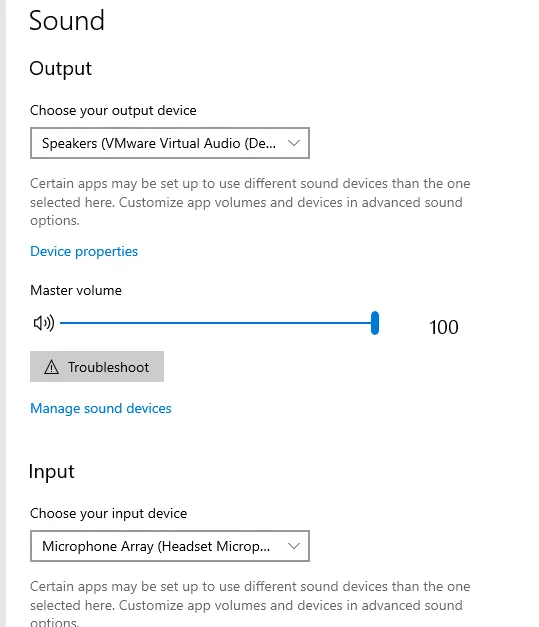 Sound
Output
Choose your output device
Speakers (VMware Virtual Audio (De...
Certain apps may be set up to use different sound devices than the one
selected here. Customize app volumes and devices in advanced sound
options.
Device properties
Master volume
100
Troubleshoot
Manage sound devices
Input
Choose your input device
Microphone Array (Headset Microp...
Certain apps may be set up to use different sound devices than the one
selected here. Customize app volumes and devices in advanced sound
options.